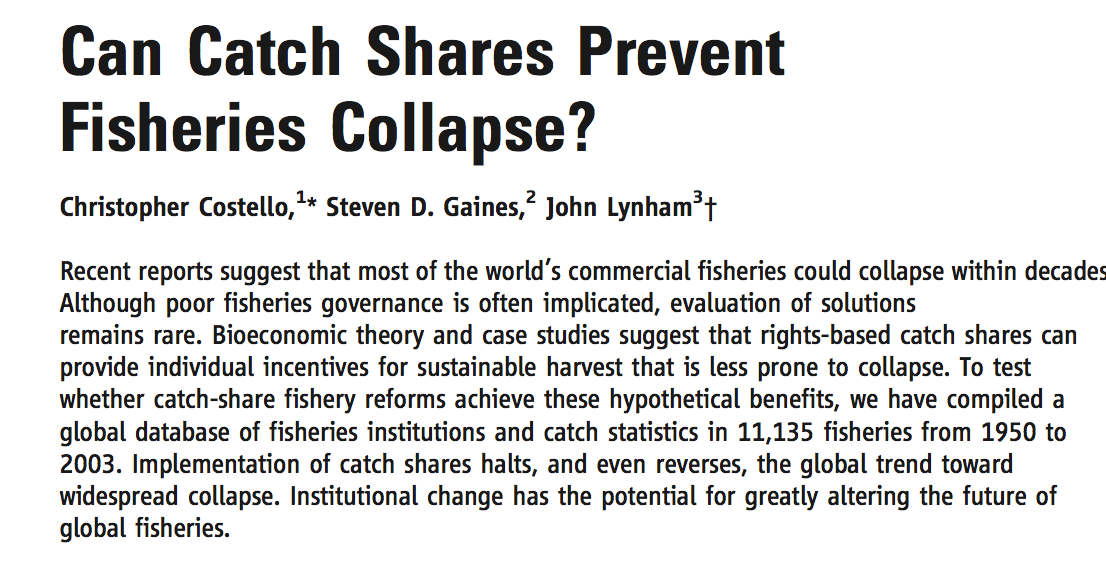 Can Catch Shares Prevent
Fisheries Collapse?
Christopher Costello,1* Steven D. Gaines,2 John Lynham3†
Recent reports suggest that most of the world's commercial fisheries could collapse within decades
Although poor fisheries governance is often implicated, evaluation of solutions
remains rare. Bioeconomic theory and case studies suggest that rights-based catch shares can
provide individual incentives for sustainable harvest that is less prone to collapse. To test
whether catch-share fishery reforms achieve these hypothetical benefits, we have compiled a
global database of fisheries institutions and catch statistics in 11,135 fisheries from 1950 to
2003. Implementation of catch shares halts, and even reverses, the global trend toward
widespread collapse. Institutional change has the potential for greatly altering the future of
global fisheries.